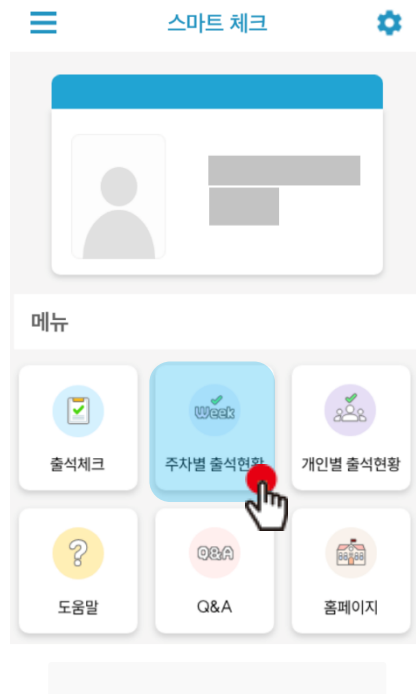 스마트 체크
메뉴
Week
출석체크
주차별 출석현황
개인별 출석현황
?
Q&A
도움말
Q&A
홈페이지